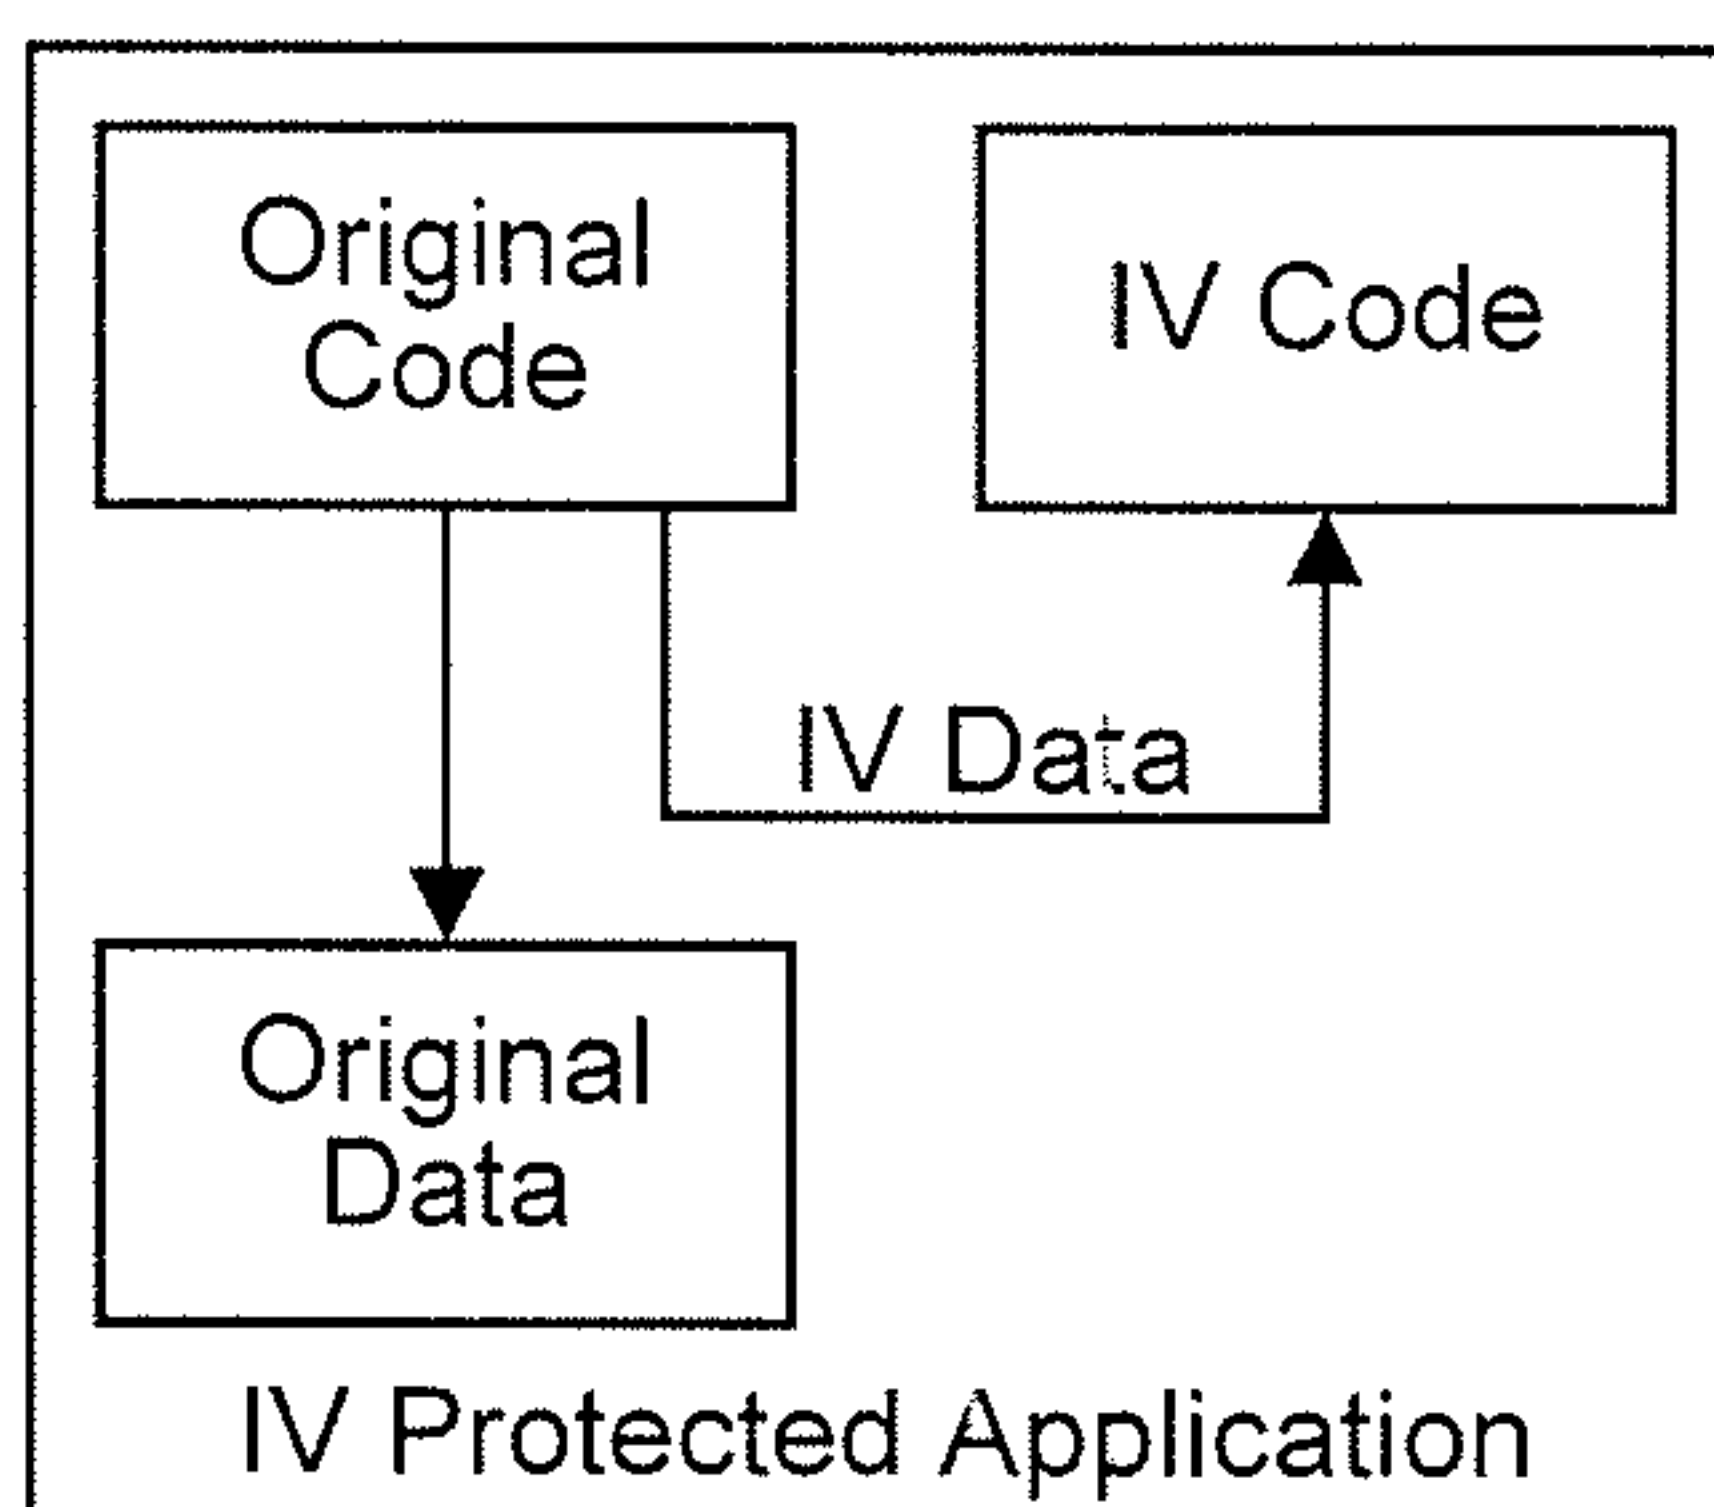 Original
Code
IV Code
IV Data
Original
Data
IV Protected Application